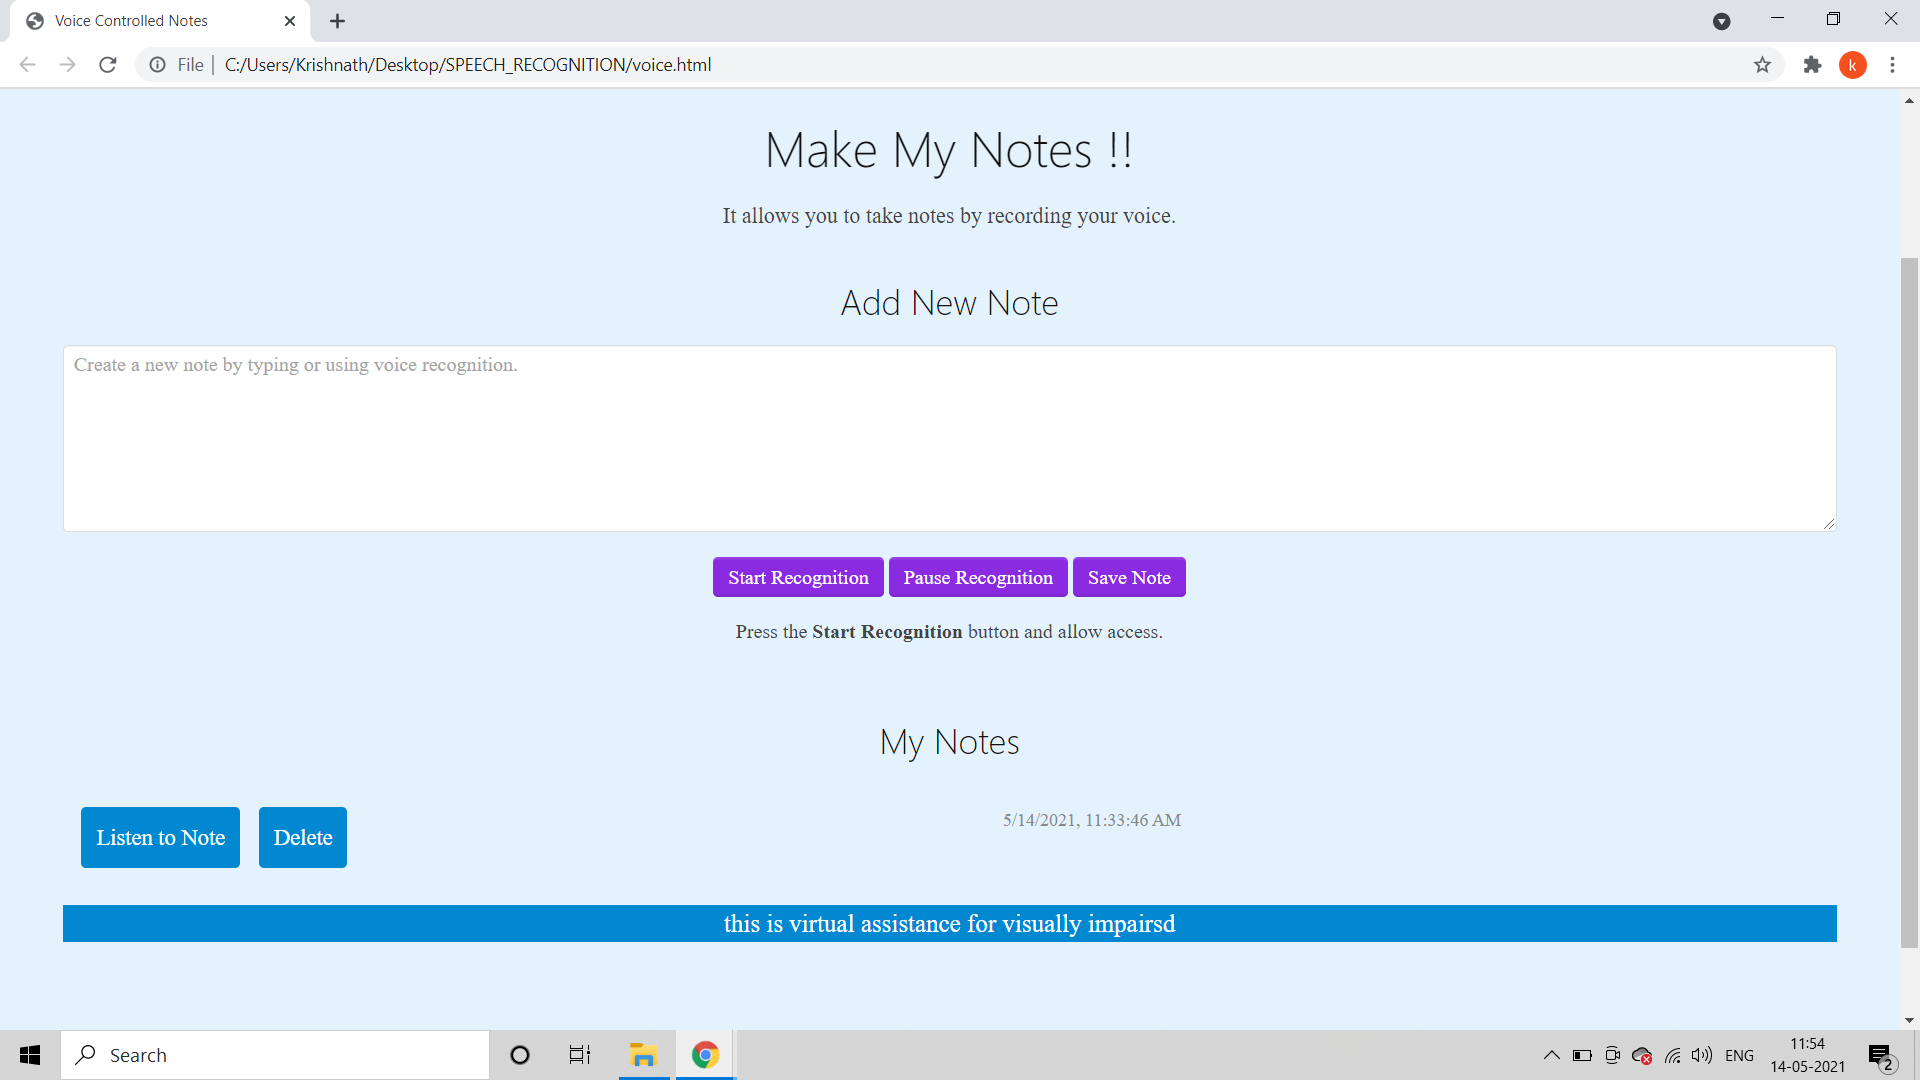 Voice Controlled Notes
File | C:/Users/Krishnath/Desktop/SPEECH_RECOGNITION/voice.html
k
Make My Notes !!
It allows you to take notes by recording your voice.
Add New Note
Create a new note by typing or using voice recognition.
Start Recognition Pause Recognition Save Note
Press the Start Recognition button and allow access.
My Notes
Listen to Note Delete 5/14/2021, 11:33:46 AM
this is virtual assistance for visually impairsd
Search
ENG
11:54
14-05-2021
2